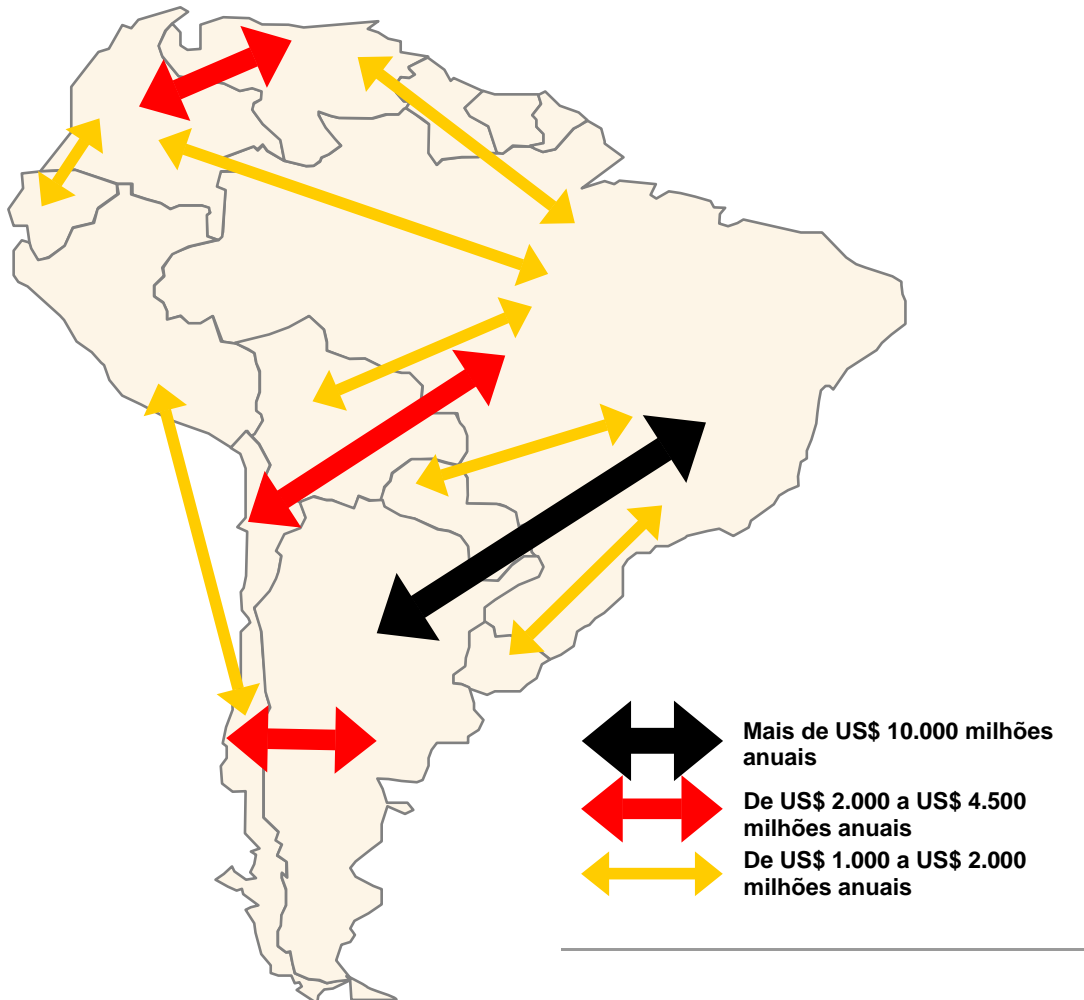 Mais de US$ 10.000 milhões
anuais
De US$ 2.000 a US$ 4.500
milhões anuais
De US$ 1.000 a US$ 2.000
milhões anuais